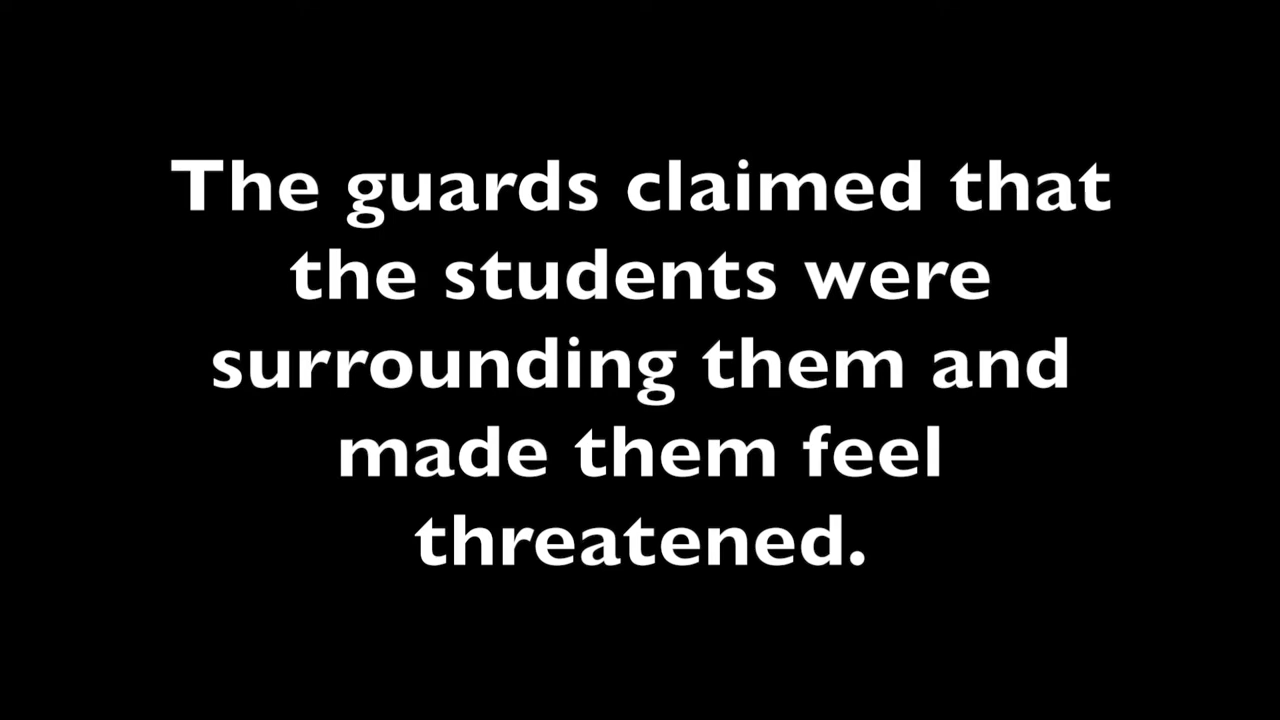 The guards claimed that
the students were
surrounding them and
made them feel
threatened.